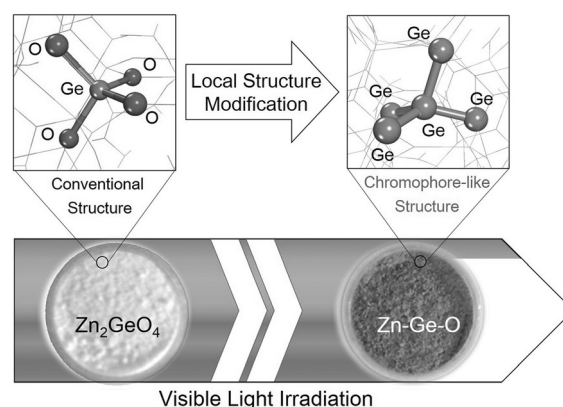 O
O
Ge
O
O
Local Structure
Modification
Ge
Ge
Ge
Ge
Ge
Conventional
Structure
Chromophore-like
Structure
Zn₂GeO₄
Zn-Ge-O
Visible Light Irradiation